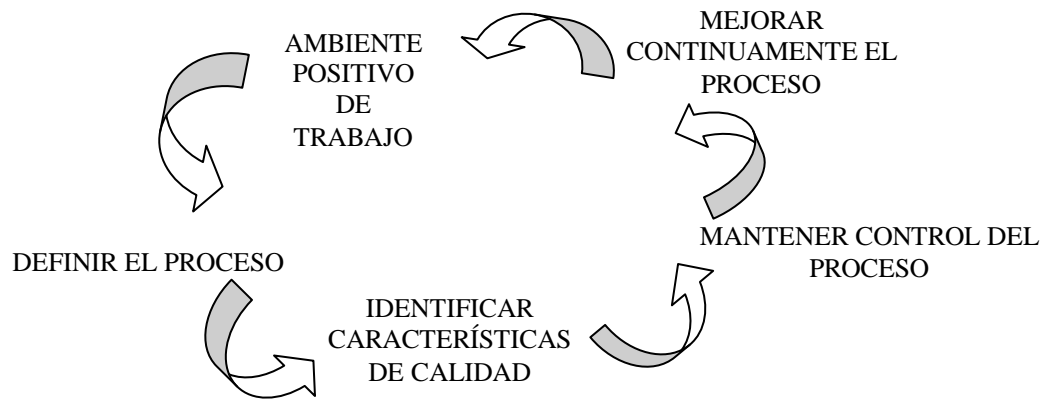 AMBIENTE
POSITIVO
DE
TRABAJO
MEJORAR
CONTINUAMENTE EL
PROCESO
DEFINIR EL PROCESO
MANTENER CONTROL DEL
PROCESO
IDENTIFICAR
CARACTERÍSTICAS
DE CALIDAD